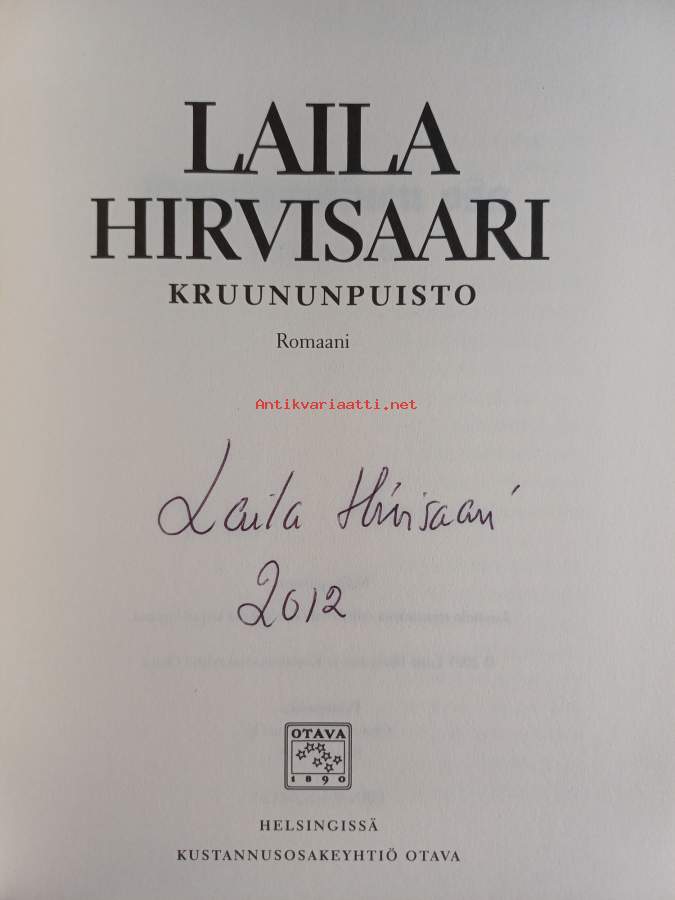 LAILA
HIRVISAARI
KRUUNUNPUISTO
Romaani
Antikvariaatti.net
Laila Hirvisaari
2012
OTAVA
1890
HELSINGISSÄ
KUSTANNUSOSAKEYHTIÖ OTAVA